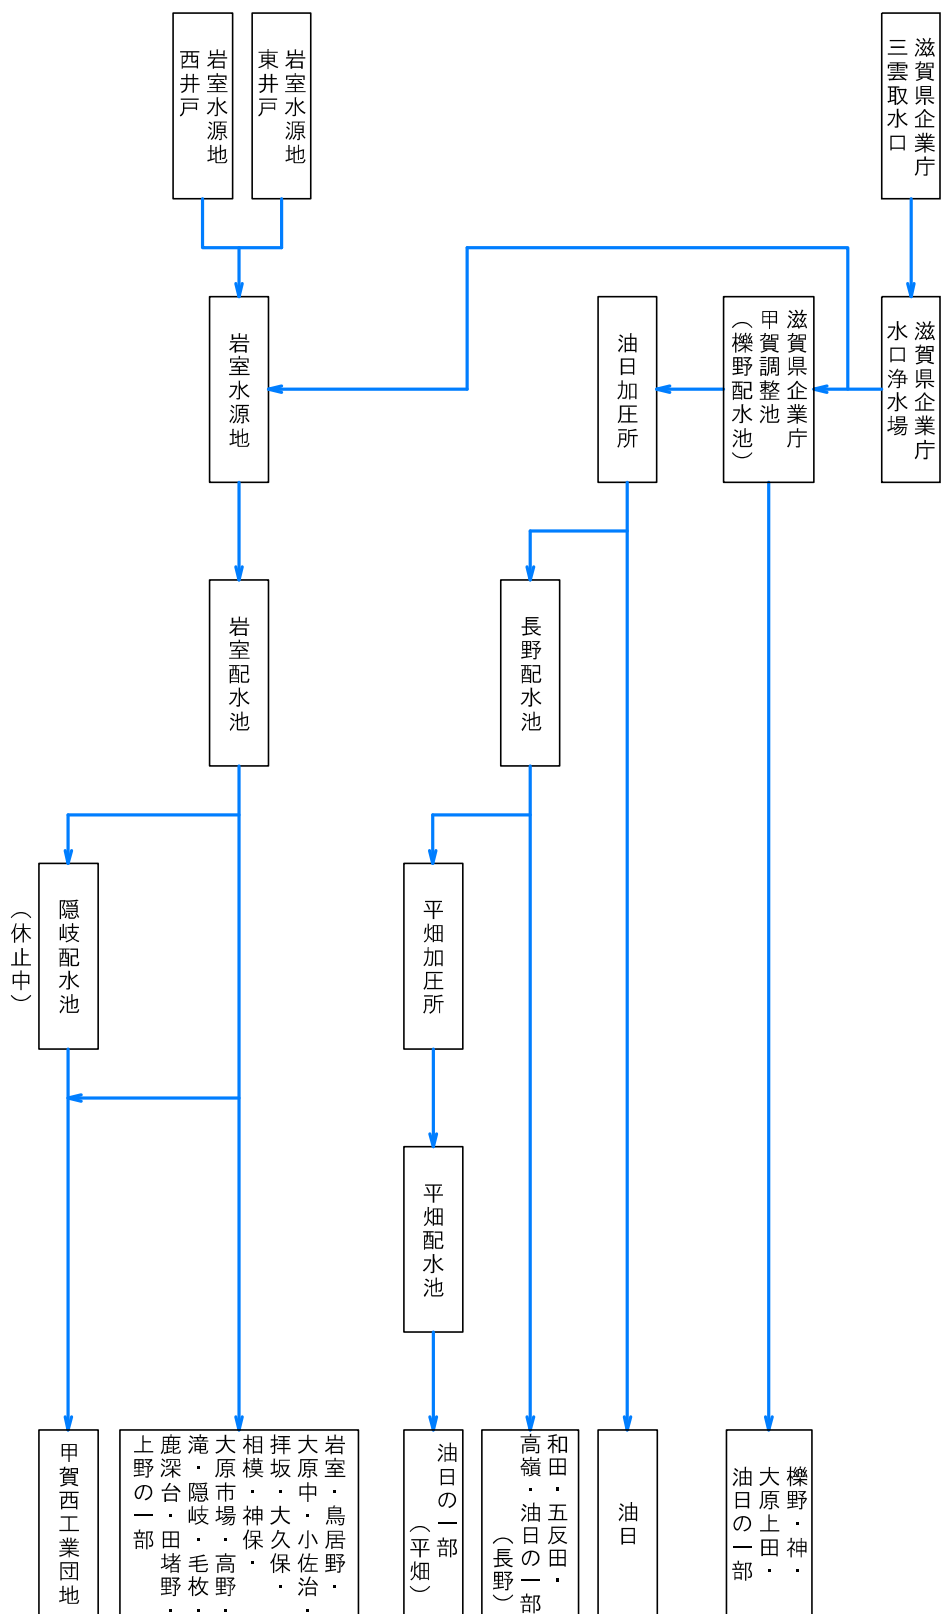 滋賀県企業庁
三雲取水口
岩室水源地
東井戸
岩室水源地
西井戸
滋賀県企業庁
水口浄水場
滋賀県企業庁
甲賀調整池
（櫟野配水池）
油日加圧所
岩室水源地
長野配水池
岩室配水池
平畑加圧所
隠岐配水池
（休止中）
平畑配水池
櫟野・神・
大原上田・
油日の一部
油日
和田・五反田・
高嶺・油日の一部
（長野）
油日の一部
（平畑）
岩室・鳥居野・
大原中・小佐治・
拝坂・大久保・
相模・神保・
大原市場・高野・
滝・隠岐・毛枚・
鹿深台・田堵野・
上野の一部
甲賀西工業団地